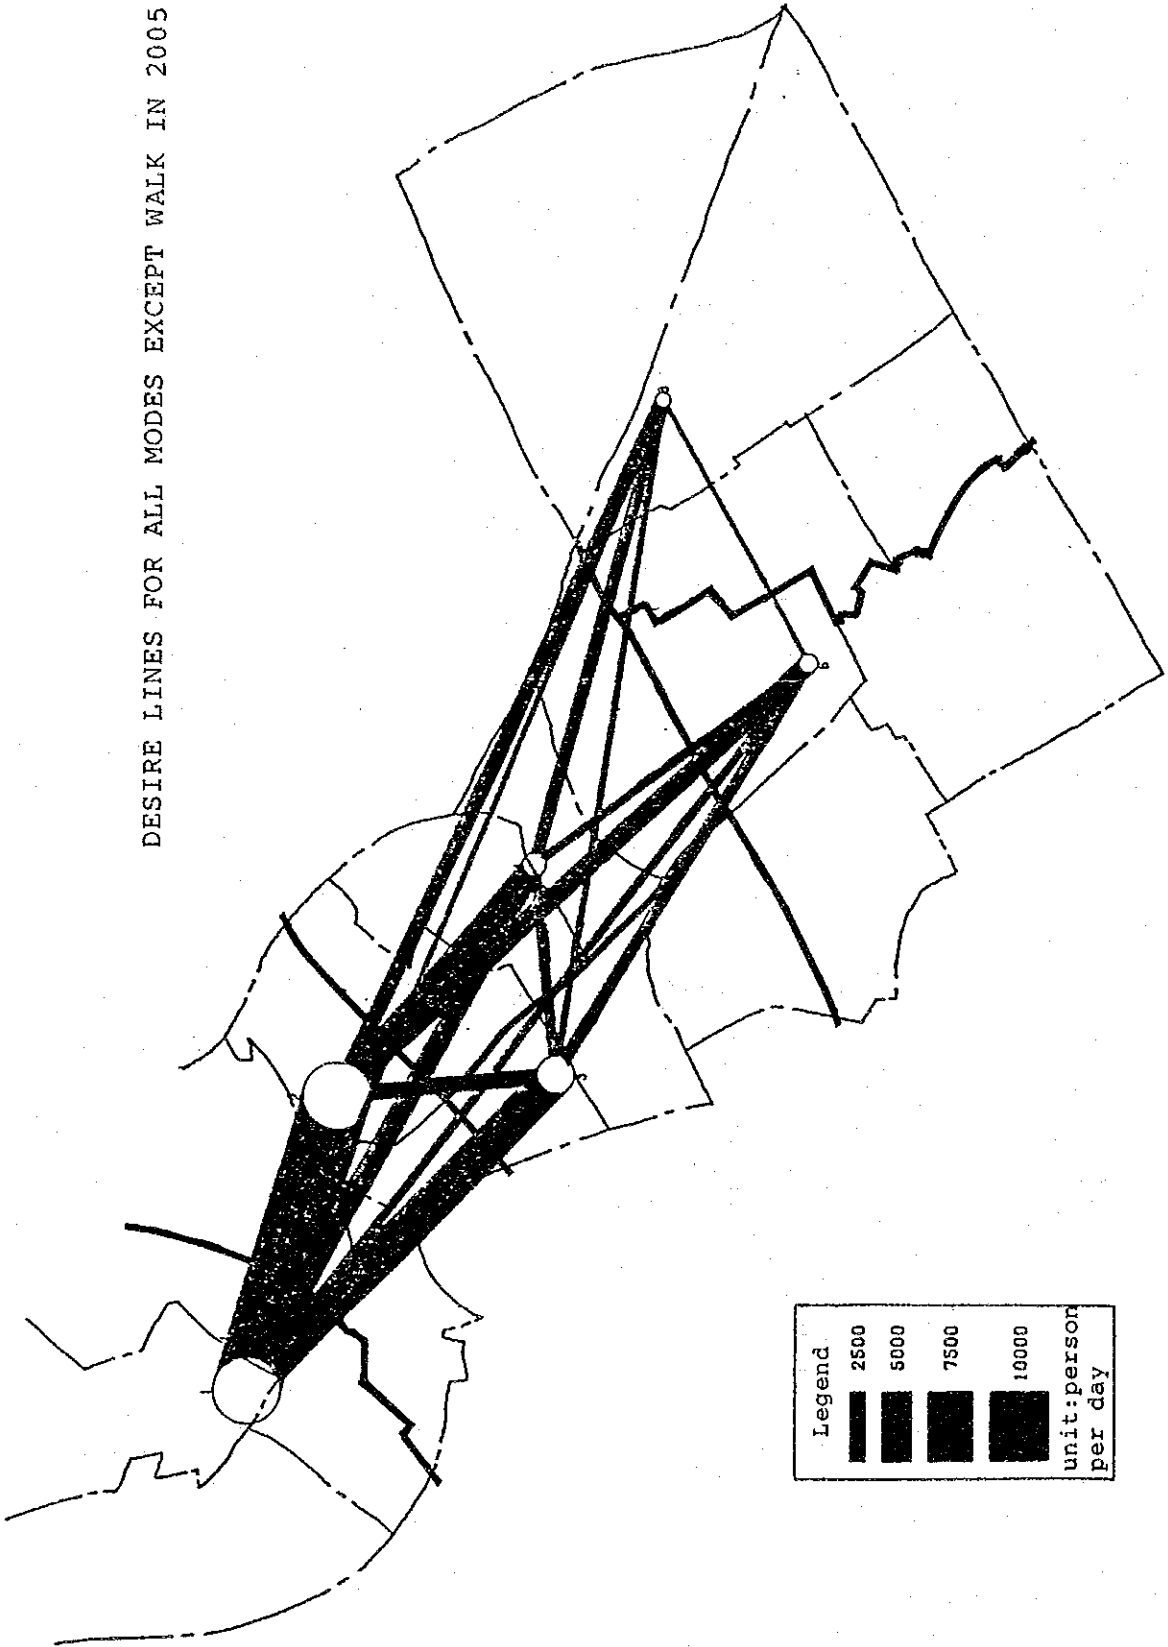 DESIRE LINES FOR ALL MODES EXCEPT WALK IN 2005
Legend
2500
5000
7500
10000
unit:person
per day